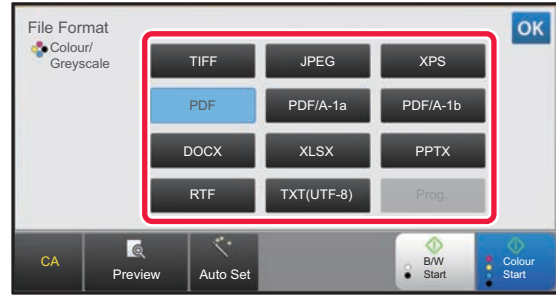 File Format
OK
Colour/
Greyscale
TIFF JPEG XPS
PDF PDF/A-1a PDF/A-1b
DOCX XLSX PPTX
RTF TXT(UTF-8) Prog.
CA Preview Auto Set
B/W
Start
Colour
Start